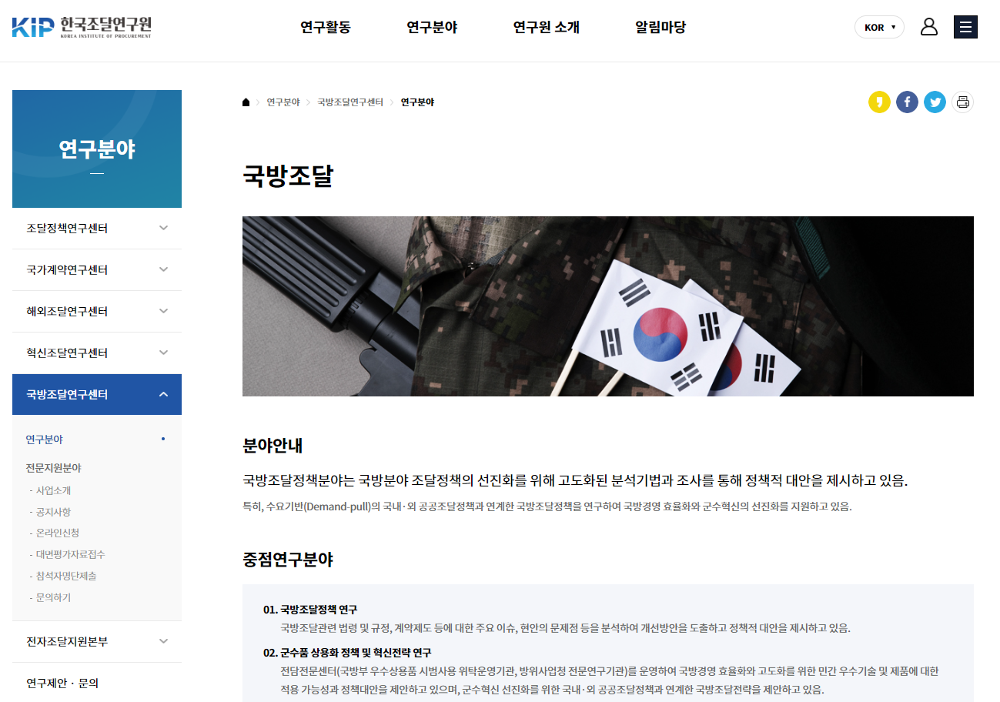 KIP 한국조달연구원
KOREA INSTITUTE OF PROCUREMENT
연구활동
연구분야
연구원 소개
알림마당
KOR
연구분야
조달정책연구센터
국가계약연구센터
해외조달연구센터
혁신조달연구센터
국방조달연구센터
연구분야
전문지원분야
- 사업소개
- 공지사항
- 온라인신청
- 대면평가자료접수
- 참석자명단제출
- 문의하기
전자조달지원본부
연구제안 · 문의
연구분야 > 국방조달연구센터 > 연구분야
국방조달
분야안내
국방조달정책분야는 국방분야 조달정책의 선진화를 위해 고도화된 분석기법과 조사를 통해 정책적 대안을 제시하고 있음.
특히, 수요기반(Demand-pull)의 국내·외 공공조달정책과 연계한 국방조달정책을 연구하여 국방경영 효율화와 군수혁신의 선진화를 지원하고 있음.
중점연구분야
01. 국방조달정책 연구
국방조달관련 법령 및 규정, 계약제도 등에 대한 주요 이슈, 현안의 문제점 등을 분석하여 개선방안을 도출하고 정책적 대안을 제시하고 있음.
02. 군수품 상용화 정책 및 혁신전략 연구
전담전문센터(국방부 우수상용품 시범사용 위탁운영기관, 방위사업청 전문연구기관)를 운영하여 국방경영 효율화와 고도화를 위한 민간 우수기술 및 제품에 대한
적용 가능성과 정책대안을 제안하고 있으며, 군수혁신 선진화를 위한 국내·외 공공조달정책과 연계한 국방조달전략을 제안하고 있음.